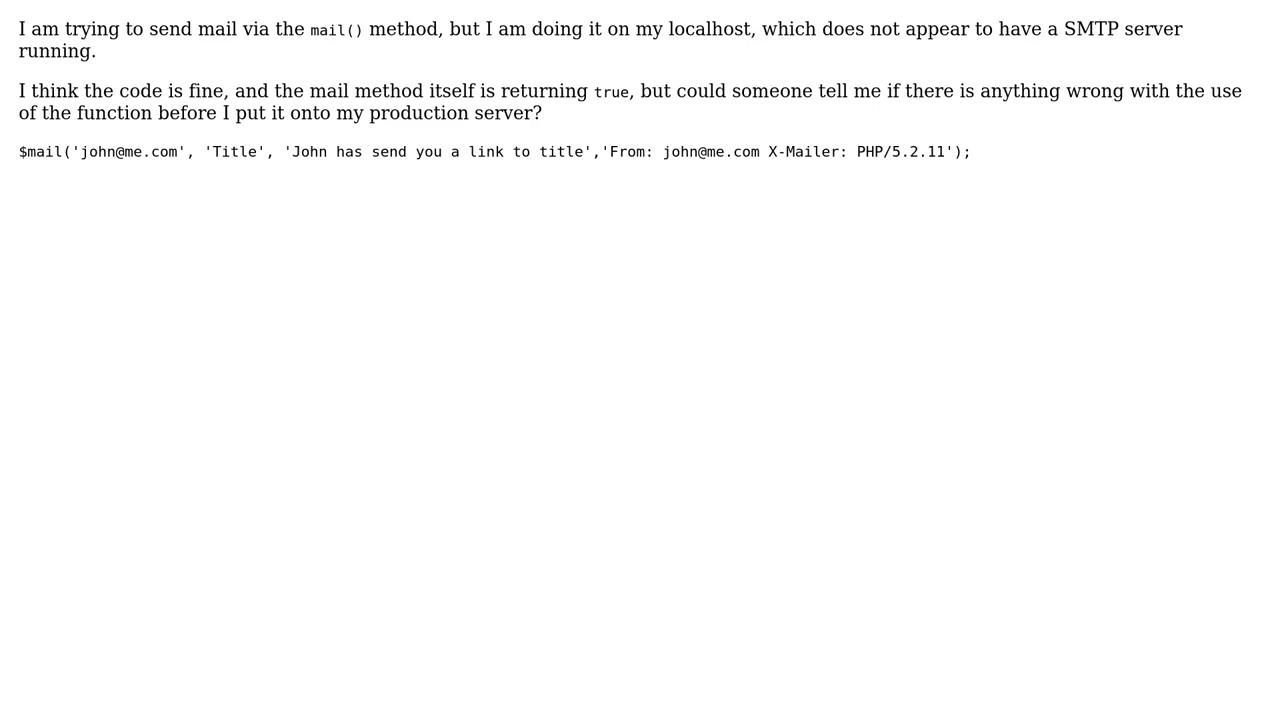 I am trying to send mail via the mail() method, but I am doing it on my localhost, which does not appear to have a SMTP server
running.
I think the code is fine, and the mail method itself is returning true, but could someone tell me if there is anything wrong with the use
of the function before I put it onto my production server?
$mail('john@me.com', 'Title', 'John has send you a link to title','From: john@me.com X-Mailer: PHP/5.2.11');